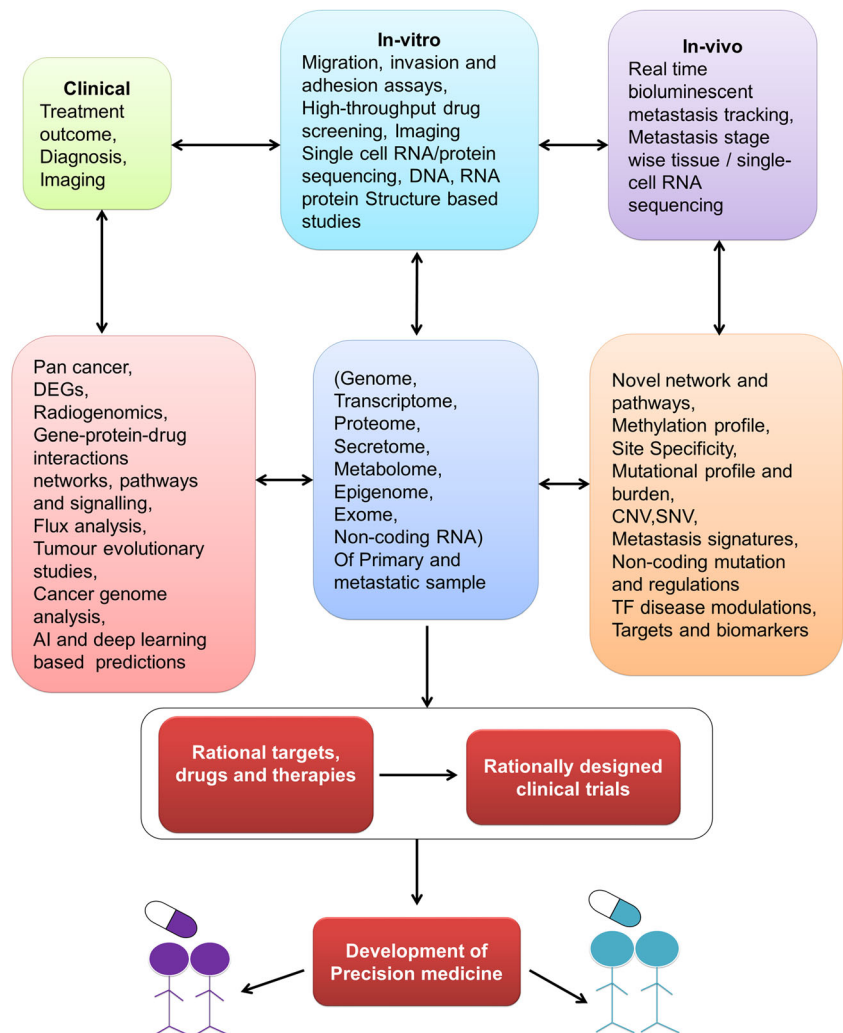 Clinical
Treatment
outcome,
Diagnosis,
Imaging
In-vitro
Migration, invasion and
adhesion assays,
High-throughput drug
screening, Imaging
Single cell RNA/protein
sequencing, DNA, RNA
protein Structure based
studies
In-vivo
Real time
bioluminescent
metastasis tracking,
Metastasis stage
wise tissue / single-
cell RNA
sequencing
Pan cancer,
DEGs,
Radiogenomics,
Gene-protein-drug
interactions
networks, pathways
and signalling,
Flux analysis,
Tumour evolutionary
studies,
Cancer genome
analysis,
AI and deep learning
based predictions
(Genome,
Transcriptome,
Proteome,
Secretome,
Metabolome,
Epigenome,
Exome,
Non-coding RNA)
Of Primary and
metastatic sample
Novel network and
pathways,
Methylation profile,
Site Specificity,
Mutational profile and
burden,
CNV,SNV,
Metastasis signatures,
Non-coding mutation
and regulations
TF disease modulations,
Targets and biomarkers
Rational targets,
drugs and therapies
Rationally designed
clinical trials
Development of
Precision medicine